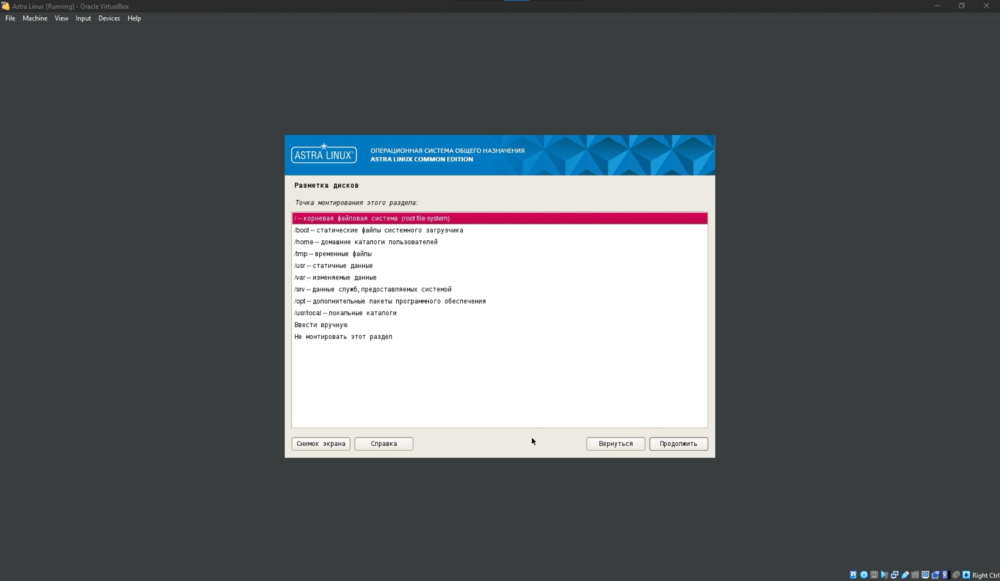 Astra Linux [Running] - Oracle VirtualBox
File Machine View Input Devices Help
ASTRA LINUX®
ОПЕРАЦИОННАЯ СИСТЕМА ОБЩЕГО НАЗНАЧЕНИЯ
ASTRA LINUX COMMON EDITION
Разметка дисков
Точка монтирования этого раздела:
/ -- корневая файловая система (root file system)
/boot -- статические файлы системного загрузчика
/home -- домашние каталоги пользователей
/tmp -- временные файлы
/usr -- статичные данные
/var -- изменяемые данные
/srv -- данные служб, предоставляемых системой
/opt -- дополнительные пакеты программного обеспечения
/usr/local -- локальные каталоги
Ввести вручную
Не монтировать этот раздел
Снимок экрана Справка Вернуться Продолжить
Right Ctrl